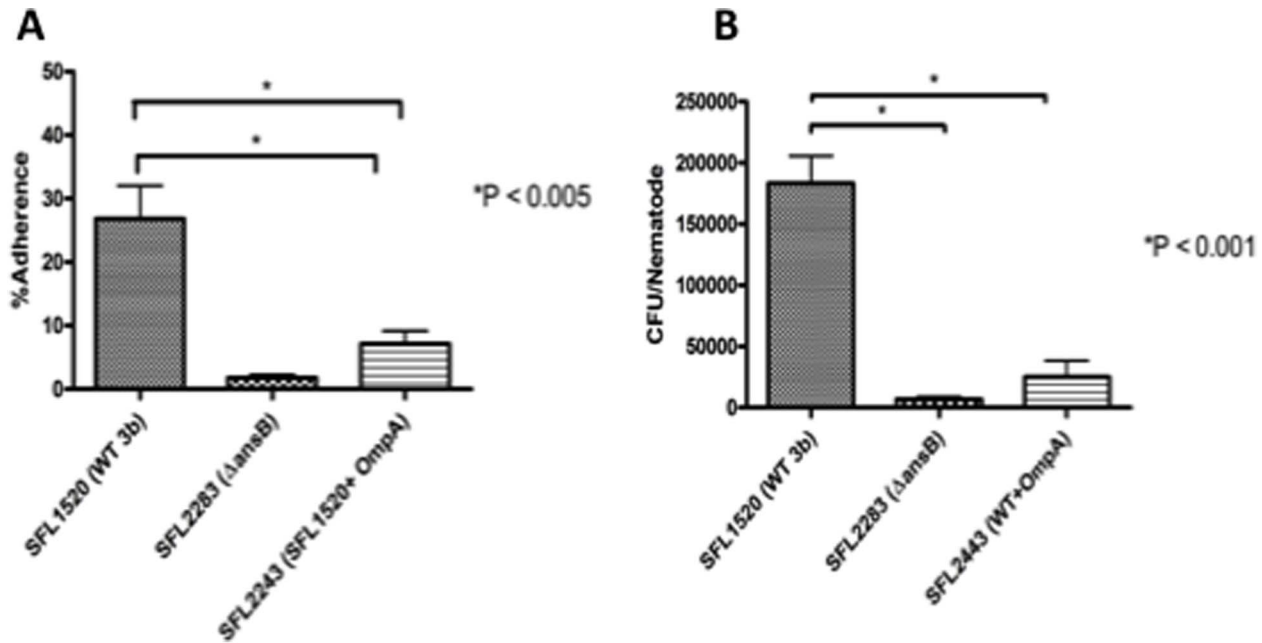 A
%Adherence
50
40
30
20
10
0
*
*
*P < 0.005
SFL1520 (WT 3b)
SFL2283 (ΔansB)
SFL2243 (SFL1520+ OmpA)
B
CFU/Nematode
250000
200000
150000
100000
50000
0
*
*
*P < 0.001
SFL1520 (WT 3b)
SFL2283 (ΔansB)
SFL2443 (WT+OmpA)